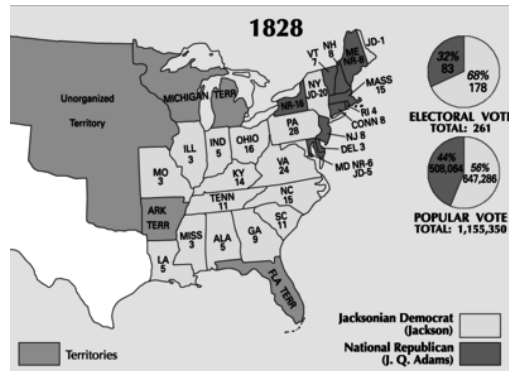 1828
Unorganized
Territory
MICHIGAN
TERR
VT
7
NH
8
ME
NR-8
JD-1
MASS
15
RI 4
CONN 8
NJ 8
DEL 3
MD NR-6
JD-5
NY
JD-20
NR-16
PA
28
ILL
3
IND
5
OHIO
16
MO
3
KY
14
VA
24
TENN
11
NC
15
ARK
TERR
SC
11
MISS
3
ALA
5
GA
9
LA
5
FLA TERR
32%
83
68%
178
ELECTORAL VOTE
TOTAL: 261
44%
508,064
56%
647,286
POPULAR VOTE
TOTAL: 1,155,350
Jacksonian Democrat
(Jackson)
National Republican
(J. Q. Adams)
Territories